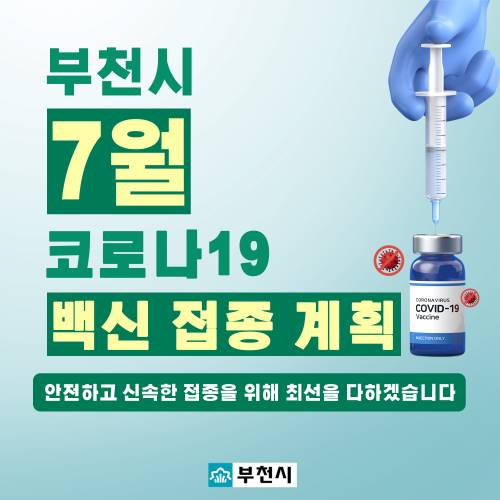 부천시
7월
코로나19
백신 접종 계획
안전하고 신속한 접종을 위해 최선을 다하겠습니다
CORONAVIRUS
COVID-19
Vaccine
INJECTION ONLY
부천시